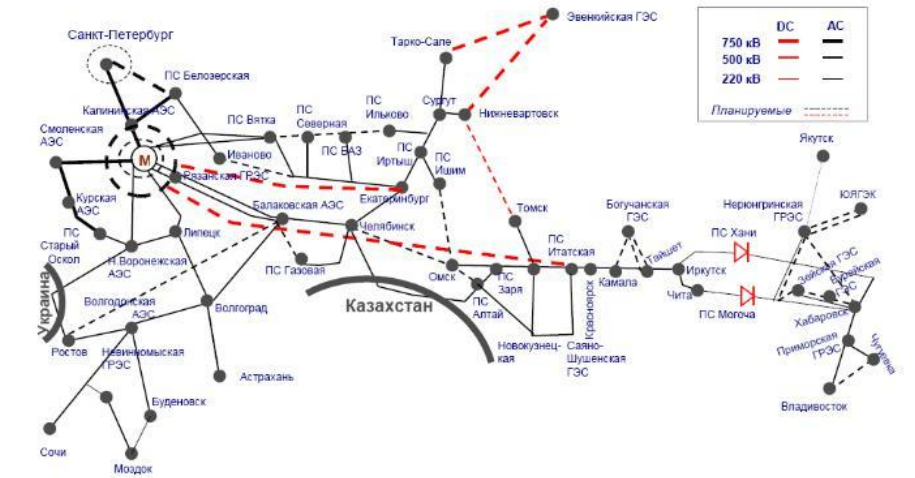 Эвенкийская ГЭС
DC
AC
750 кВ
500 кВ
220 кВ
Планируемые
Санкт-Петербург
Тарко-Сале
ПС Белозерская
Калининская АЭС
ПС Вятка
ПС
Северная
ПС
Ильково
Сургут
Нижневартовск
Смоленская
АЭС
М
Иваново
ПС БАЗ
ПС
Иртыш
ПС
Ишим
Якутск
Рязанская ГРЭС
Екатеринбург
Курская
АЭС
Балаковская АЭС
Томск
Богучанская
ГЭС
Нерюнгринская
ГРЭС
ЮЯГЭК
ПС
Старый
Оскол
Липецк
Челябинск
ПС
Итатская
Тайшет
ПС Хани
Н.Воронежская
АЭС
ПС Газовая
Омск
ПС
Заря
Красноярск
Камала
Иркутск
Зейская ГЭС
Бурейская
ГЭС
Украина
Волгодонская
АЭС
Волгоград
Казахстан
ПС
Алтай
Чита
ПС Могоча
Хабаровск
Ростов
Невинномысская
ГРЭС
Новокузнец-
кая
Саяно-
Шушенская
ГЭС
Приморская
ГРЭС
Чугуевка
Астрахань
Буденовск
Владивосток
Сочи
Моздок